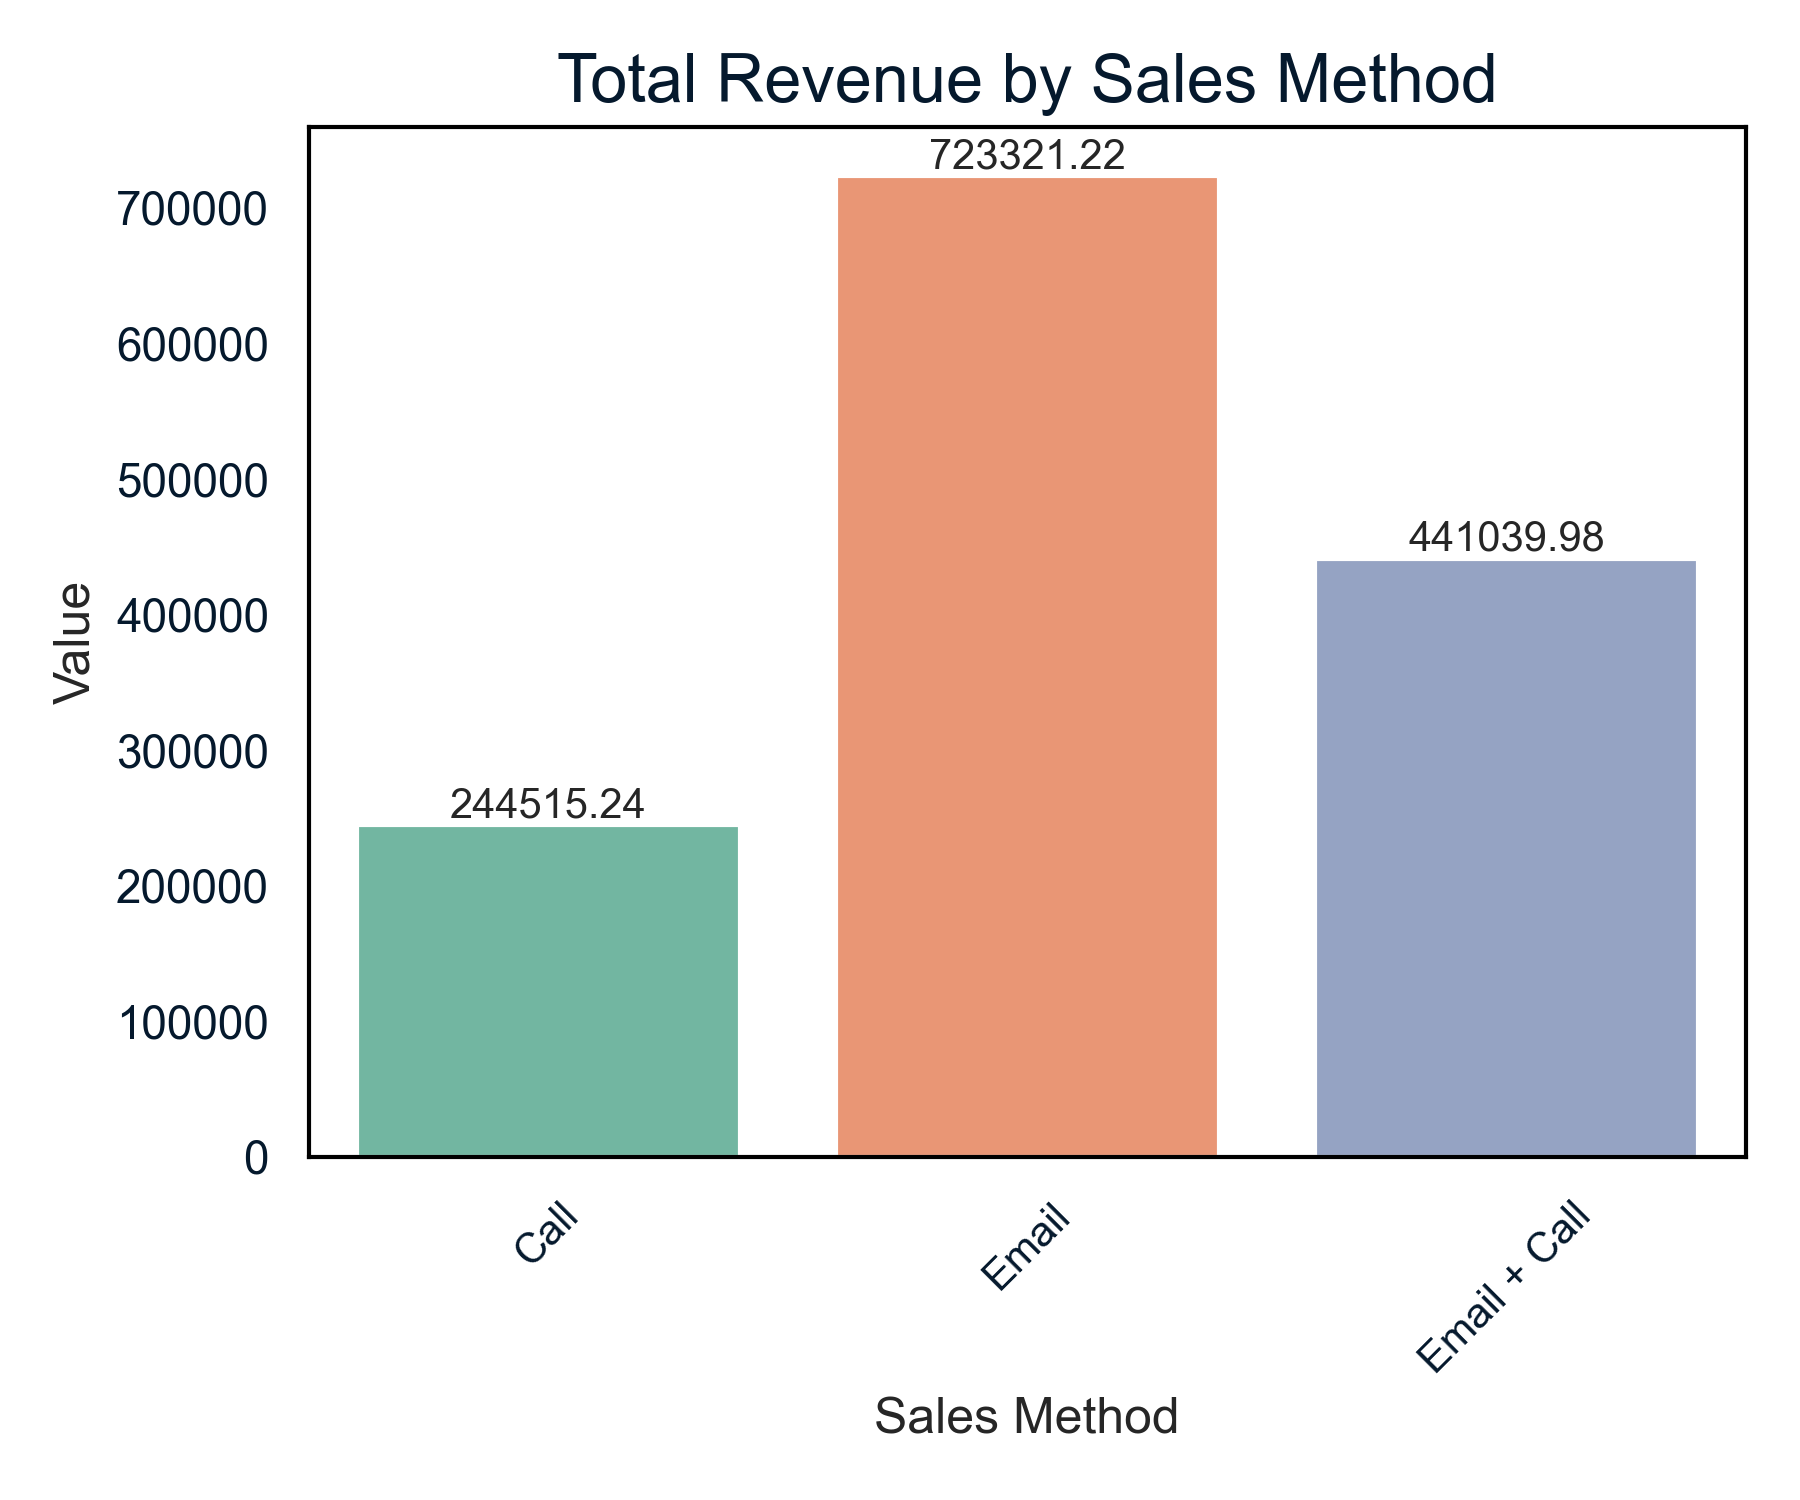 Total Revenue by Sales Method
723321.22
700000
600000
500000
441039.98
400000
Value
300000
244515.24
200000
100000
0
Call
Email
Email + Call
Sales Method